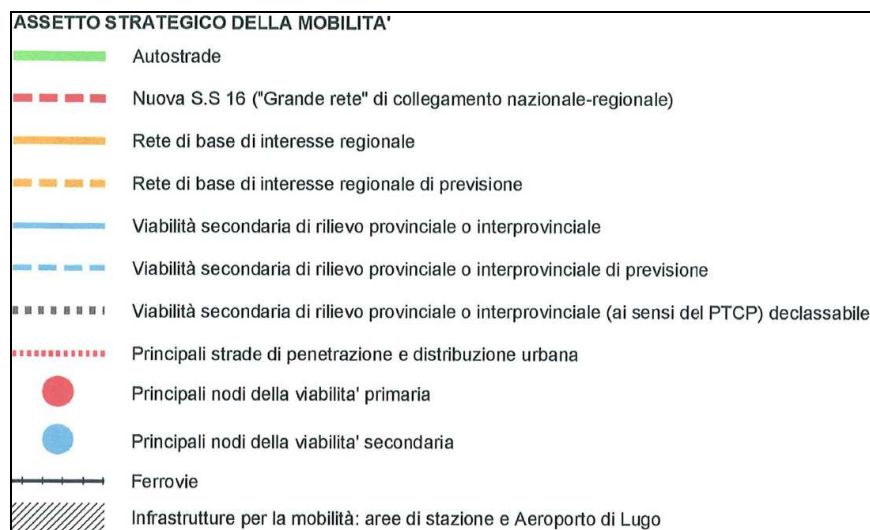 ASSETTO STRATEGICO DELLA MOBILITA'
Autostrade
Nuova S.S 16 ("Grande rete" di collegamento nazionale-regionale)
Rete di base di interesse regionale
Rete di base di interesse regionale di previsione
Viabilità secondaria di rilievo provinciale o interprovinciale
Viabilità secondaria di rilievo provinciale o interprovinciale di previsione
Viabilità secondaria di rilievo provinciale o interprovinciale (ai sensi del PTCP) declassabile
Principali strade di penetrazione e distribuzione urbana
Principali nodi della viabilita' primaria
Principali nodi della viabilita' secondaria
Ferrovie
Infrastrutture per la mobilità: aree di stazione e Aeroporto di Lugo